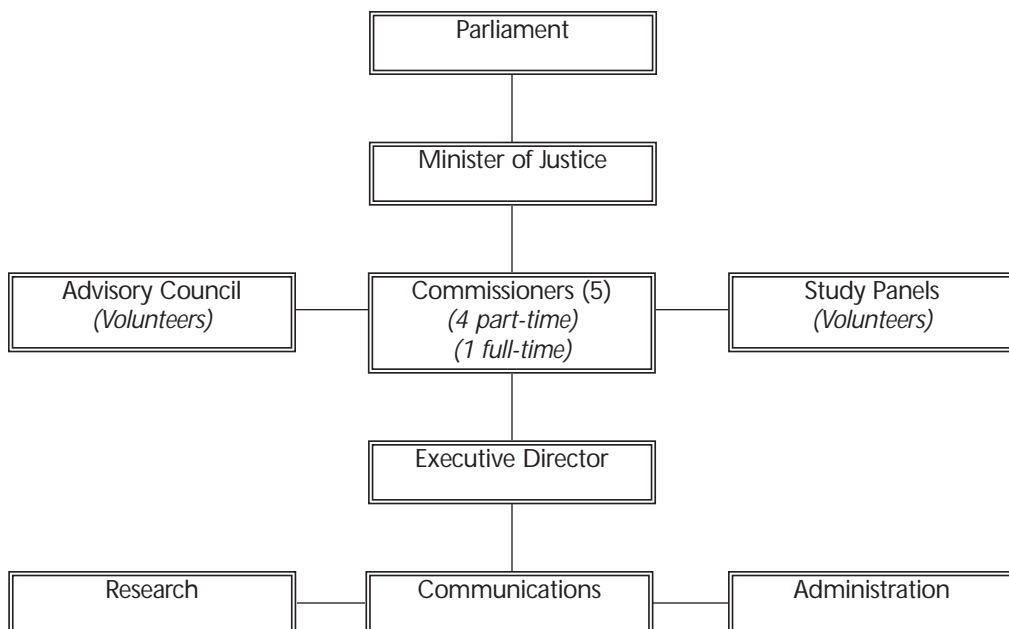 Parliament
Minister of Justice
Advisory Council
(Volunteers)
Commissioners (5)
(4 part-time)
(1 full-time)
Study Panels
(Volunteers)
Executive Director
Research
Communications
Administration